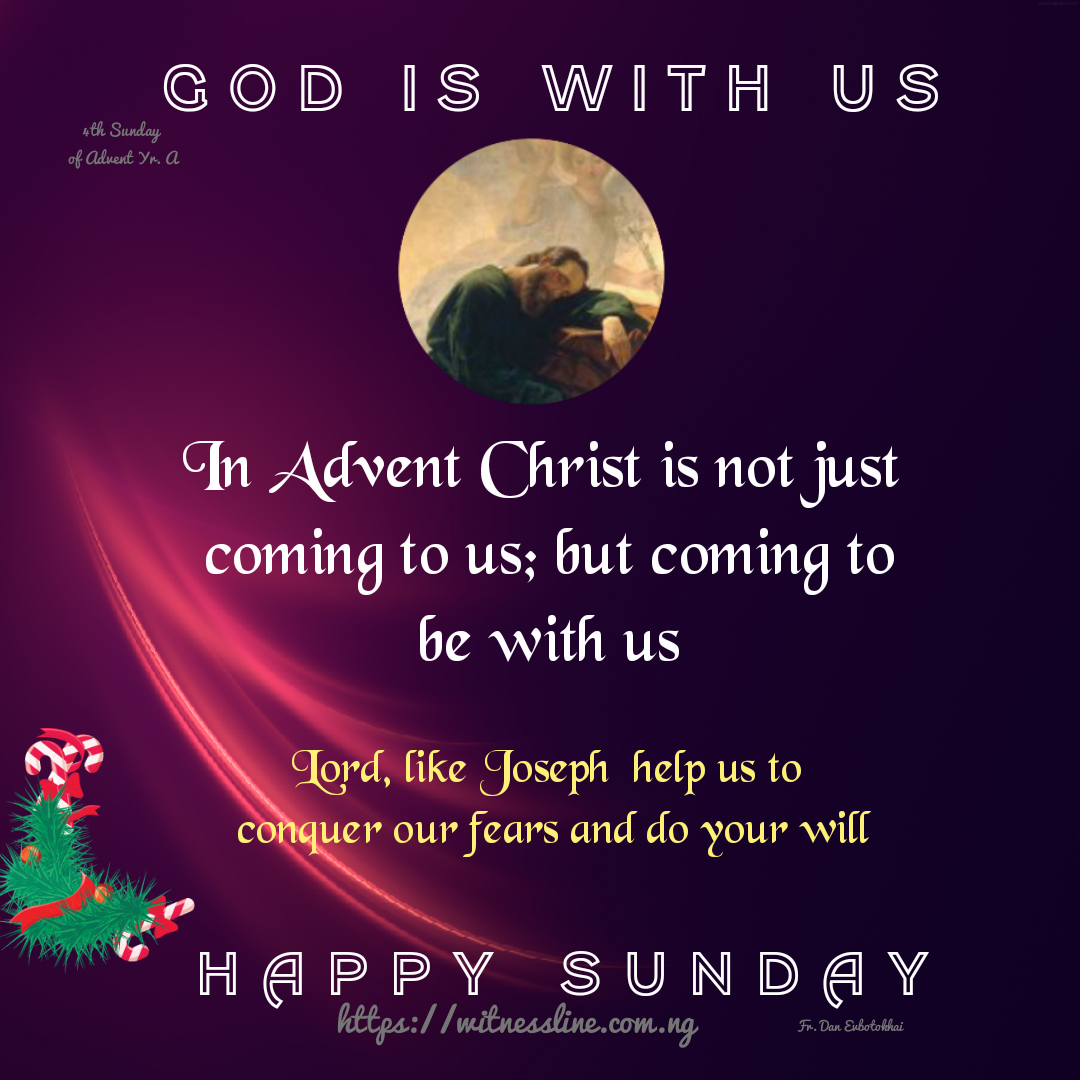 GOD IS WITH US
4th Sunday
of Advent Yr. A
In Advent Christ is not just
coming to us; but coming to
be with us
Lord, like Joseph help us to
conquer our fears and do your will
HAPPY SUNDAY
https://witnessline.com.ng
Fr. Dan Evbotokhai